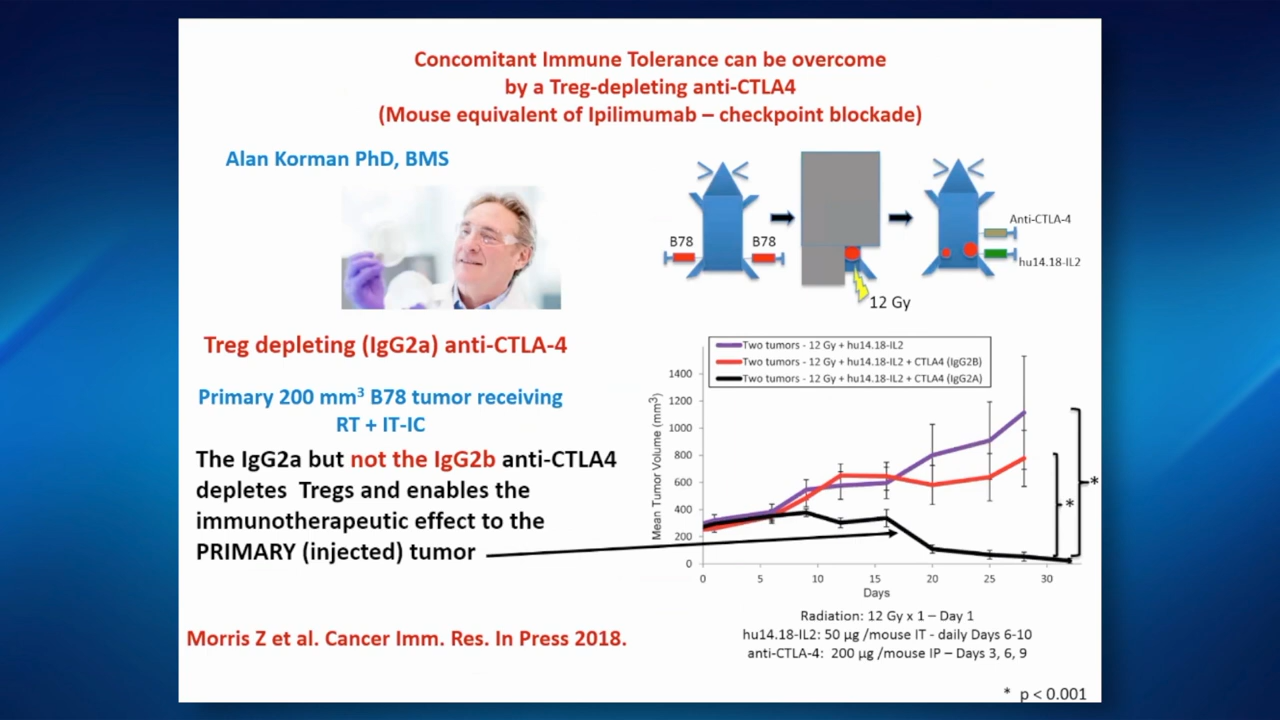 Concomitant Immune Tolerance can be overcome
by a Treg-depleting anti-CTLA4
(Mouse equivalent of Ipilimumab – checkpoint blockade)
Alan Korman PhD, BMS
B78
B78
12 Gy
Anti-CTLA-4
hu14.18-IL2
Treg depleting (IgG2a) anti-CTLA-4
Primary 200 mm³ B78 tumor receiving
RT + IT-IC
The IgG2a but not the IgG2b anti-CTLA4
depletes Tregs and enables the
immunotherapeutic effect to the
PRIMARY (injected) tumor
Morris Z et al. Cancer Imm. Res. In Press 2018.
Two tumors - 12 Gy + hu14.18-IL2
Two tumors - 12 Gy + hu14.18-IL2 + CTLA4 (IgG2B)
Two tumors - 12 Gy + hu14.18-IL2 + CTLA4 (IgG2A)
Mean Tumor Volume (mm³)
1400
1200
1000
800
600
400
200
0
0 5 10 15 20 25 30
Days
*
*
Radiation: 12 Gy x 1 – Day 1
hu14.18-IL2: 50 µg /mouse IT - daily Days 6-10
anti-CTLA-4: 200 µg /mouse IP – Days 3, 6, 9
* p < 0.001